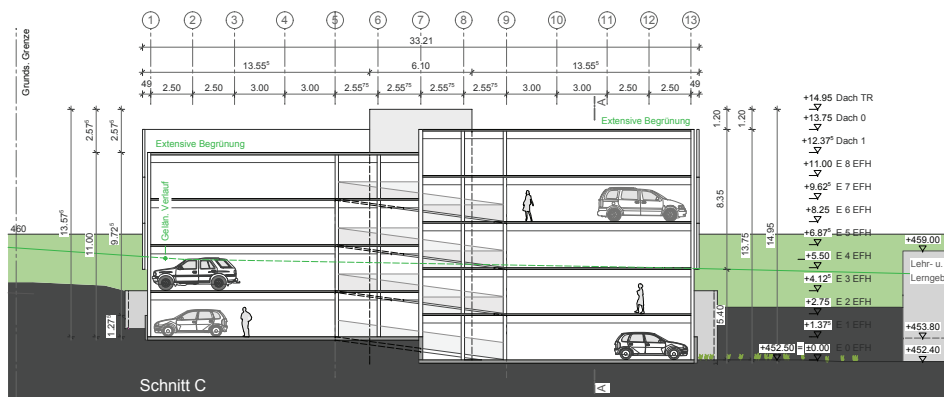 1 2 3 4 5 6 7 8 9 10 11 12 13
33.21
13.55⁵ 6.10 13.55⁵
49 2.50 2.50 3.00 3.00 2.55⁷⁵ 2.55⁷⁵ 2.55⁷⁵ 2.55⁷⁵ 3.00 3.00 2.50 2.50 49
Grunds. Grenze
A
Extensive Begrünung
Extensive Begrünung
Gelän. Verlauf
460
2.57⁵
2.57⁵
13.57⁵
11.00
9.72⁵
1.27⁵
1.20
1.20
8.35
13.75
14.95
5.40
+14.95 Dach TR
+13.75 Dach 0
+12.37⁵ Dach 1
+11.00 E 8 EFH
+9.62⁵ E 7 EFH
+8.25 E 6 EFH
+6.87⁵ E 5 EFH
+5.50 E 4 EFH
+4.12⁵ E 3 EFH
+2.75 E 2 EFH
+1.37⁵ E 1 EFH
+452.50 = ±0.00 E 0 EFH
+459.00
Lehr- u.
Lerngeb
+453.80
+452.40
Schnitt C
A